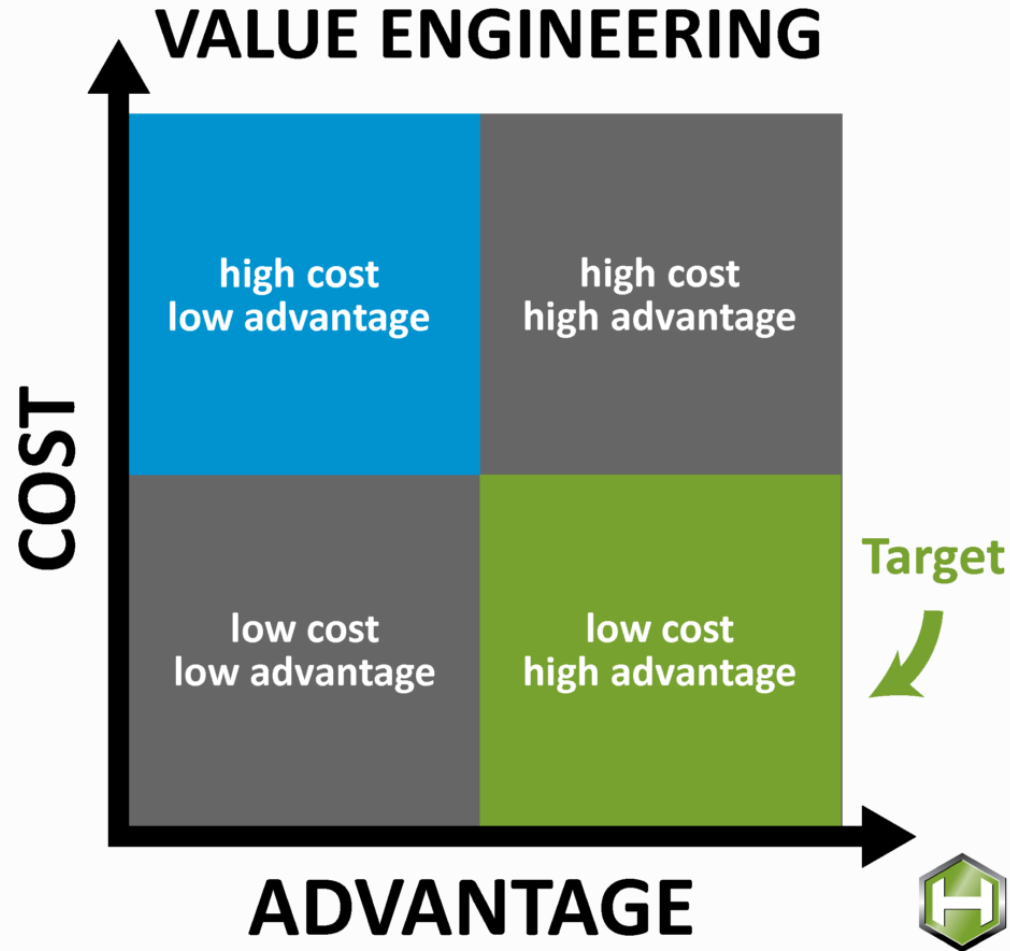 VALUE ENGINEERING
high cost
low advantage
high cost
high advantage
COST
Target
low cost
low advantage
low cost
high advantage
ADVANTAGE
H